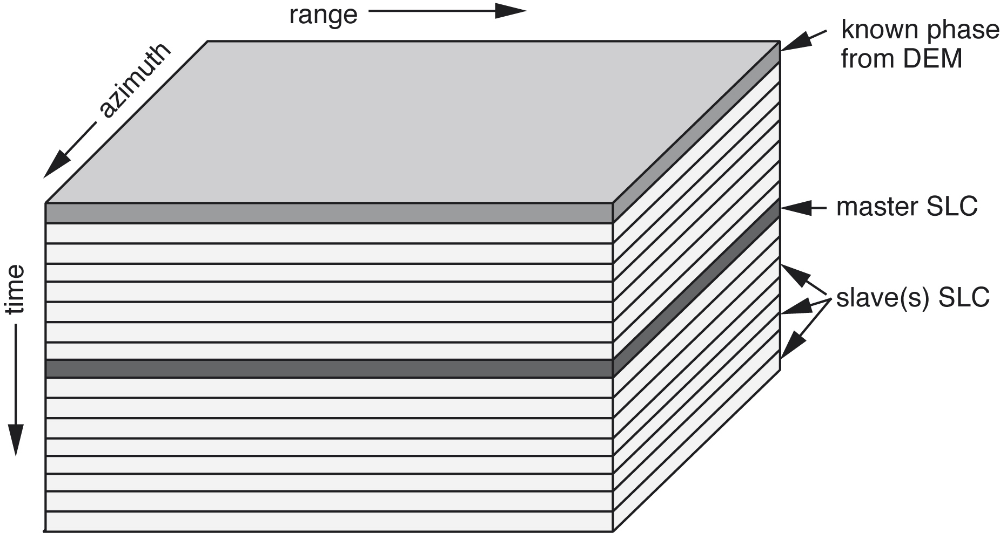 range
known phase
from DEM
azimuth
master SLC
time
slave(s) SLC